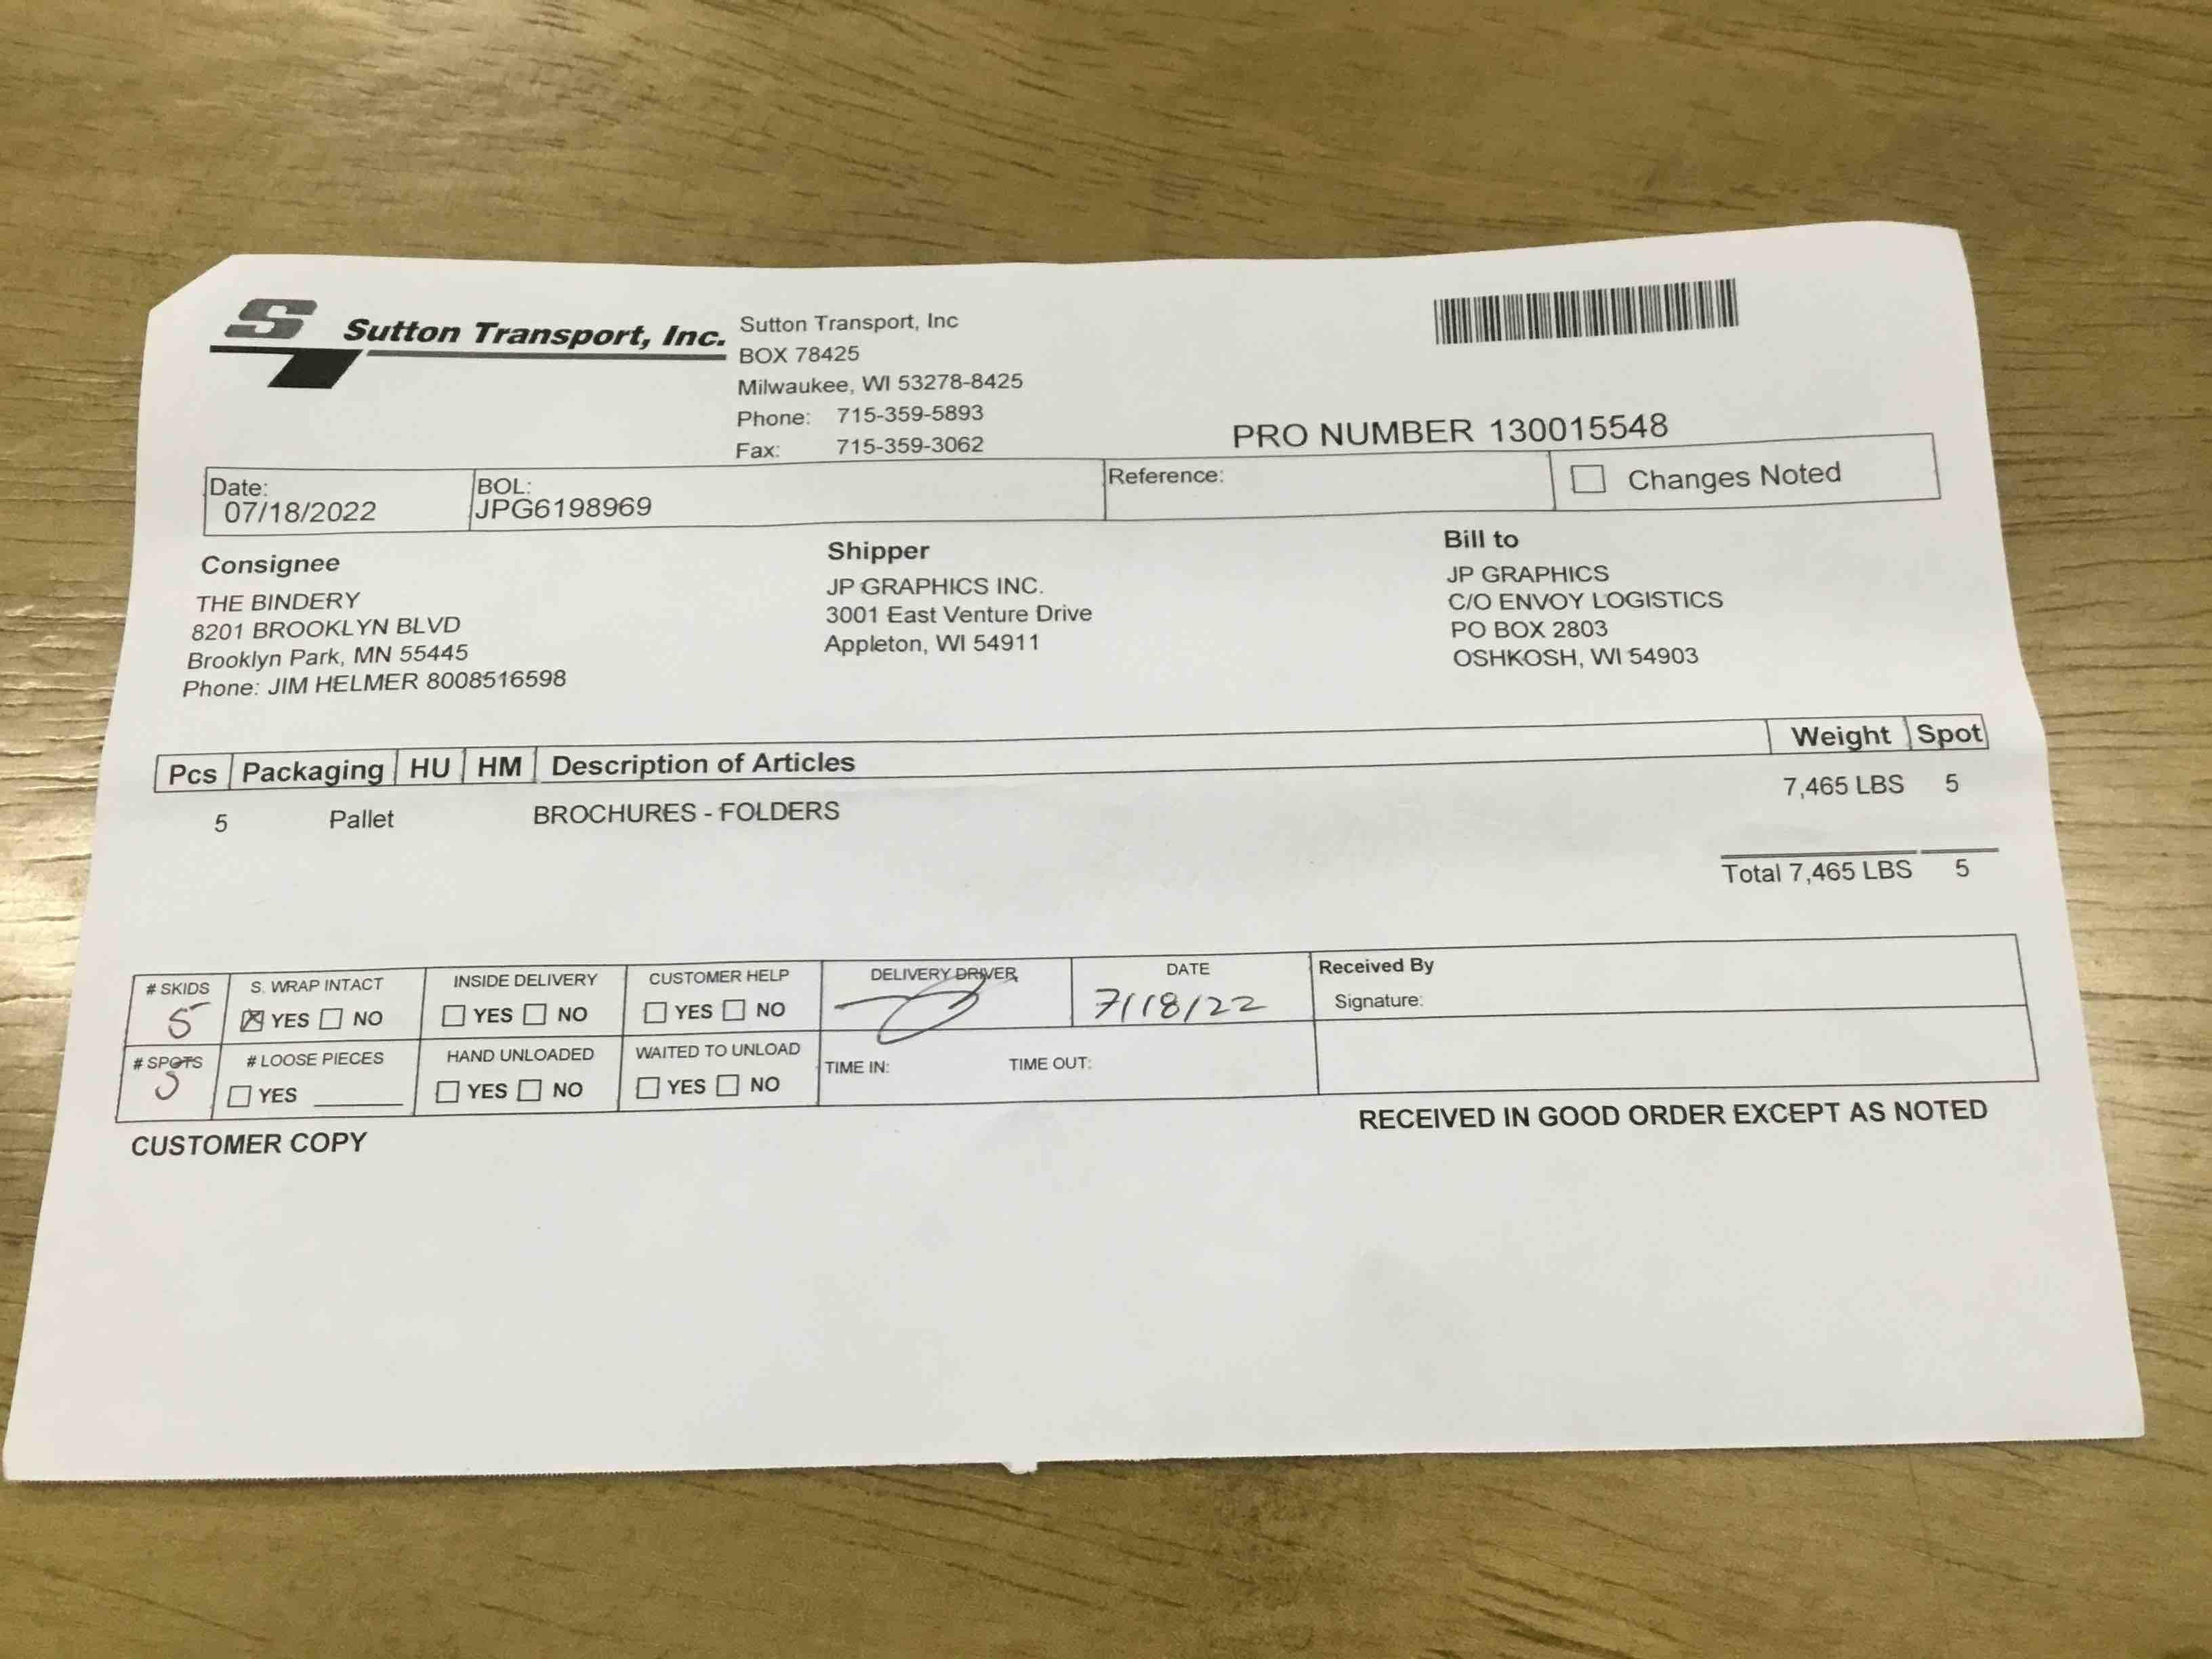 Sutton Transport, Inc.
Sutton Transport, Inc
BOX 78425
Milwaukee, WI 53278-8425
Phone: 715-359-5893
Fax: 715-359-3062
PRO NUMBER 130015548
Date:
07/18/2022
BOL:
JPG6198969
Reference:
Changes Noted
Consignee
THE BINDERY
8201 BROOKLYN BLVD
Brooklyn Park, MN 55445
Phone: JIM HELMER 8008516598
Shipper
JP GRAPHICS INC.
3001 East Venture Drive
Appleton, WI 54911
Bill to
JP GRAPHICS
C/O ENVOY LOGISTICS
PO BOX 2803
OSHKOSH, WI 54903
Pcs Packaging HU HM Description of Articles Weight Spot
5 Pallet BROCHURES - FOLDERS 7,465 LBS 5
Total 7,465 LBS 5
# SKIDS
5
S. WRAP INTACT
YES NO
INSIDE DELIVERY
YES NO
CUSTOMER HELP
YES NO
DELIVERY DRIVER
DATE
7/18/22
Received By
Signature:
# SPOTS
5
# LOOSE PIECES
YES
HAND UNLOADED
YES NO
WAITED TO UNLOAD
YES NO
TIME IN: TIME OUT:
CUSTOMER COPY
RECEIVED IN GOOD ORDER EXCEPT AS NOTED